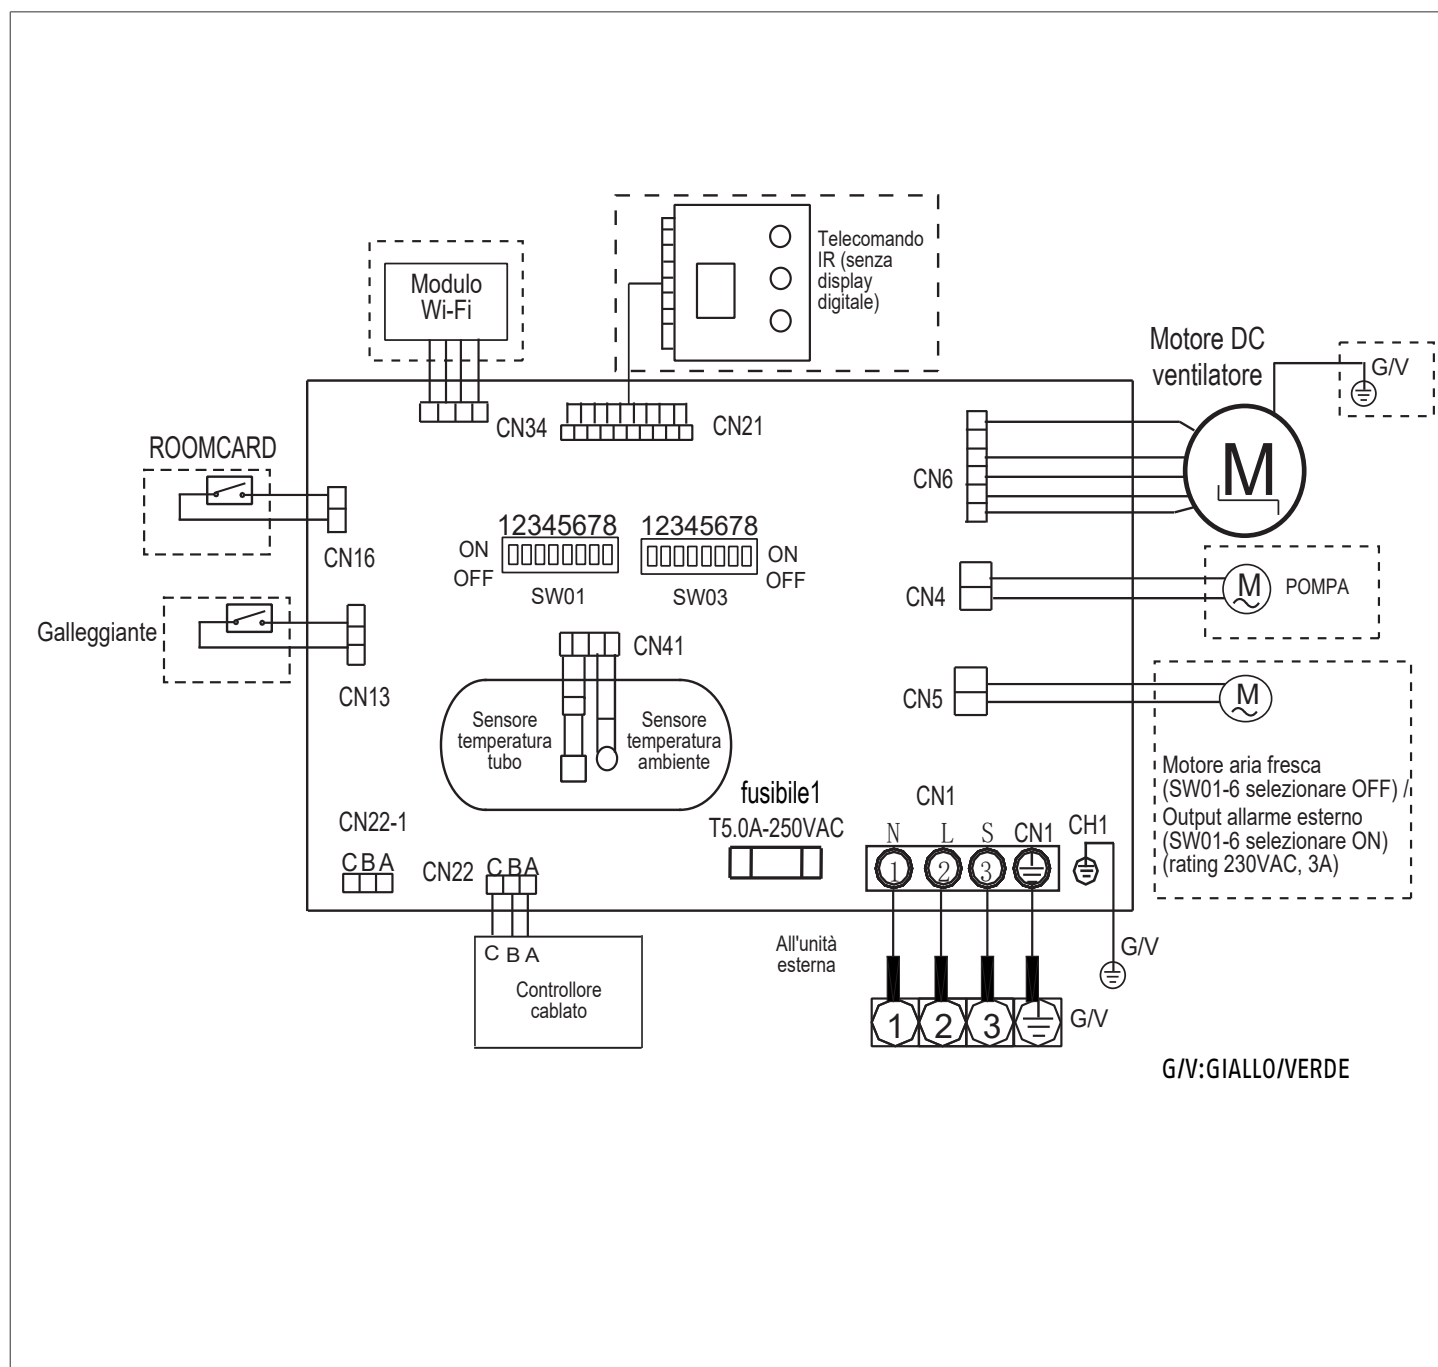 Telecomando
IR (senza
display
digitale)
Modulo
Wi-Fi
Motore DC
ventilatore
G/V
CN34
CN21
ROOMCARD
M
CN6
CN16
12345678
12345678
ON
OFF
ON
OFF
SW01
SW03
CN4
M
POMPA
Galleggiante
CN41
CN13
CN5
M
Sensore
temperatura
tubo
Sensore
temperatura
ambiente
Motore aria fresca
(SW01-6 selezionare OFF) /
Output allarme esterno
(SW01-6 selezionare ON)
(rating 230VAC, 3A)
fusibile1
T5.0A-250VAC
CN1
N L S CN1
CH1
1 2 3
CN22-1
C B A
CN22
C B A
C B A
Controllore
cablato
All'unità
esterna
G/V
1 2 3
G/V
G/V:GIALLO/VERDE